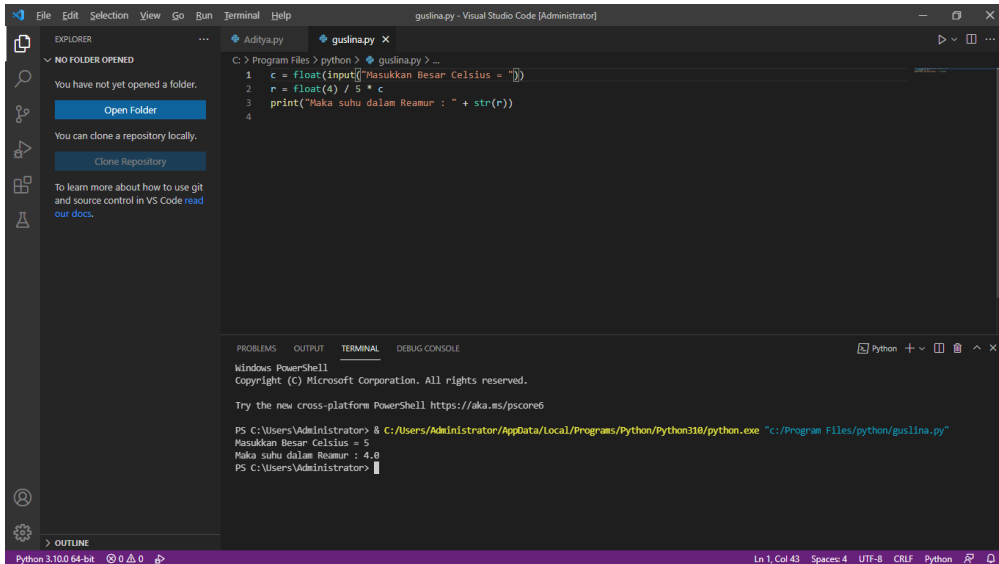 File Edit Selection View Go Run Terminal Help guslina.py - Visual Studio Code [Administrator]
EXPLORER ...
NO FOLDER OPENED
You have not yet opened a folder.
Open Folder
You can clone a repository locally.
Clone Repository
To learn more about how to use git
and source control in VS Code read
our docs.
OUTLINE
Aditya.py guslina.py
C: > Program Files > python > guslina.py > ...
1 c = float(input("Masukkan Besar Celsius = "))
2 r = float(4) / 5 * c
3 print("Maka suhu dalam Reamur : " + str(r))
4
PROBLEMS OUTPUT TERMINAL DEBUG CONSOLE Python
Windows PowerShell
Copyright (C) Microsoft Corporation. All rights reserved.
Try the new cross-platform PowerShell https://aka.ms/pscore6
PS C:\Users\Administrator> & C:/Users/Administrator/AppData/Local/Programs/Python/Python310/python.exe "c:/Program Files/python/guslina.py"
Masukkan Besar Celsius = 5
Maka suhu dalam Reamur : 4.0
PS C:\Users\Administrator>
Python 3.10.0 64-bit 0 0 Ln 1, Col 43 Spaces: 4 UTF-8 CRLF Python